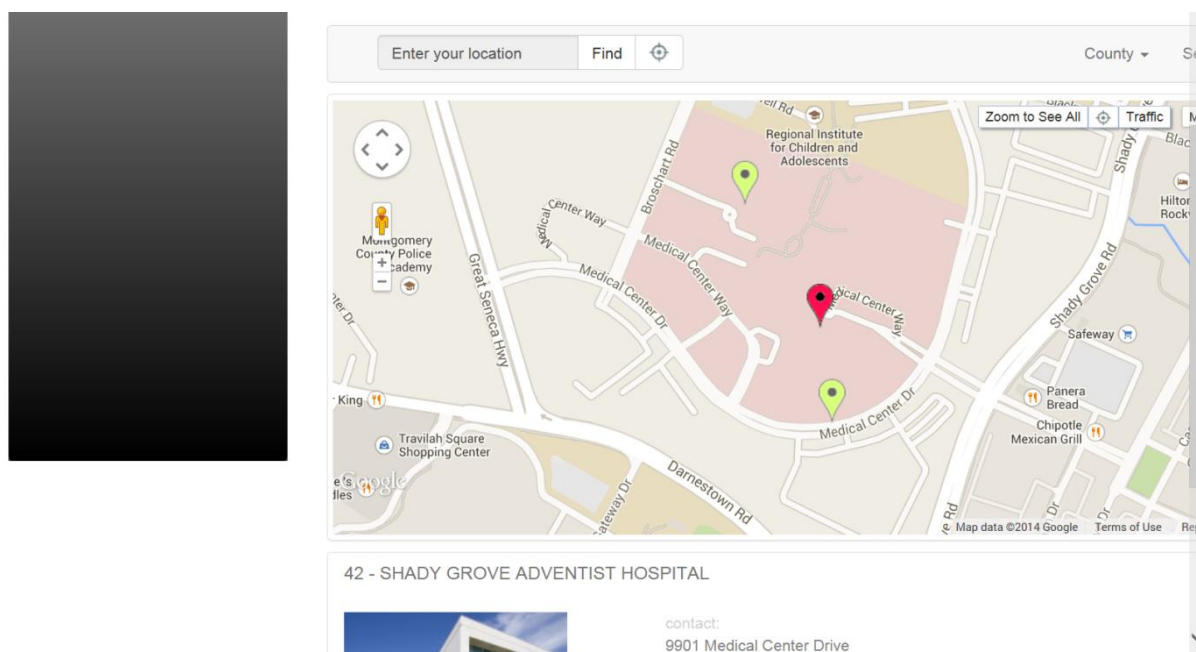 Enter your location
Find
County
Zoom to See All
Traffic
Regional Institute
for Children and
Adolescents
Broschart Rd
Shady Grove Rd
Medical Center Way
Montgomery
County Police
Academy
Great Seneca Hwy
Medical Center Dr
Medical Center Way
Medical Center Way
Safeway
King
Panera
Bread
Chipotle
Mexican Grill
Medical Center Dr
Travilah Square
Shopping Center
Google
Darnestown Rd
Map data ©2014 Google
Terms of Use
42 - SHADY GROVE ADVENTIST HOSPITAL
contact:
9901 Medical Center Drive